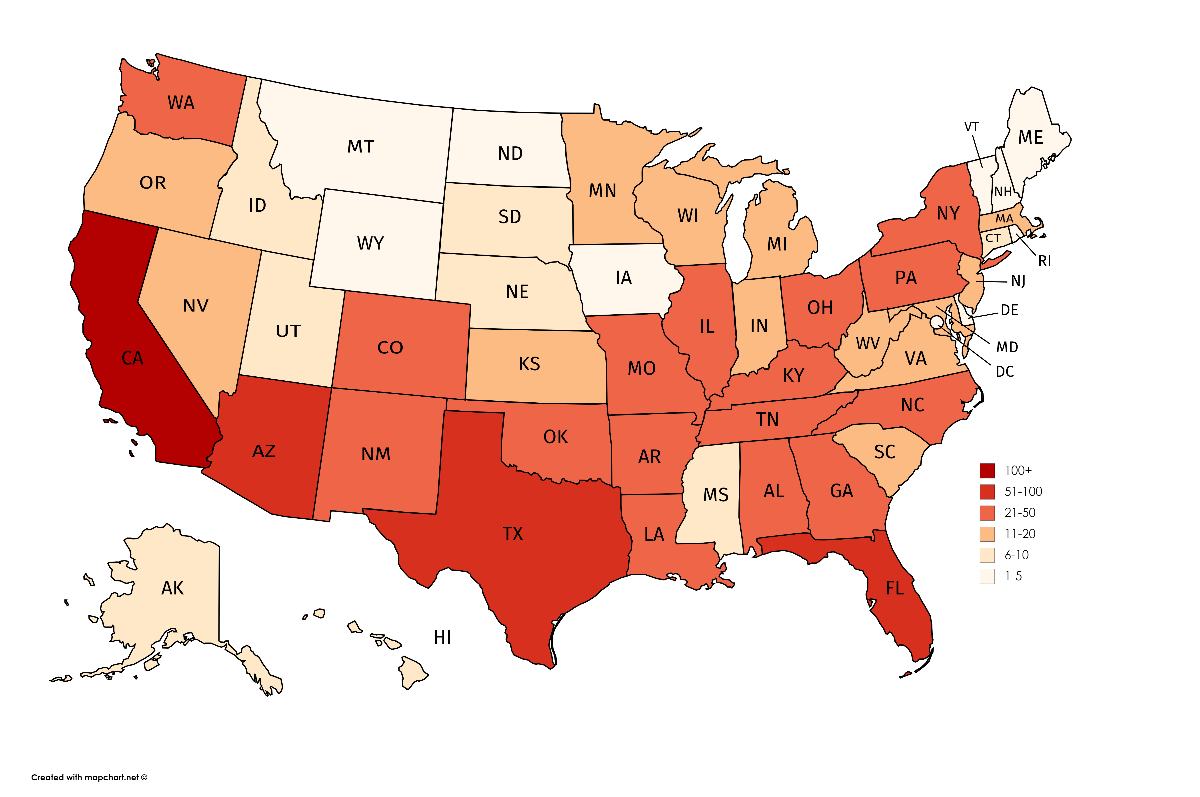 WA
MT
ND
MN
VT
ME
OR
ID
SD
WI
MI
NH
NY
MA
WY
CT
RI
IA
NE
PA
NJ
NV
UT
CO
IL
IN
OH
DE
KS
MO
WV
VA
MD
DC
CA
KY
NC
TN
AZ
NM
OK
AR
SC
MS
AL
GA
TX
LA
100+
51-100
21-50
11-20
6-10
1 5
AK
FL
HI
Created with mapchart.net ©